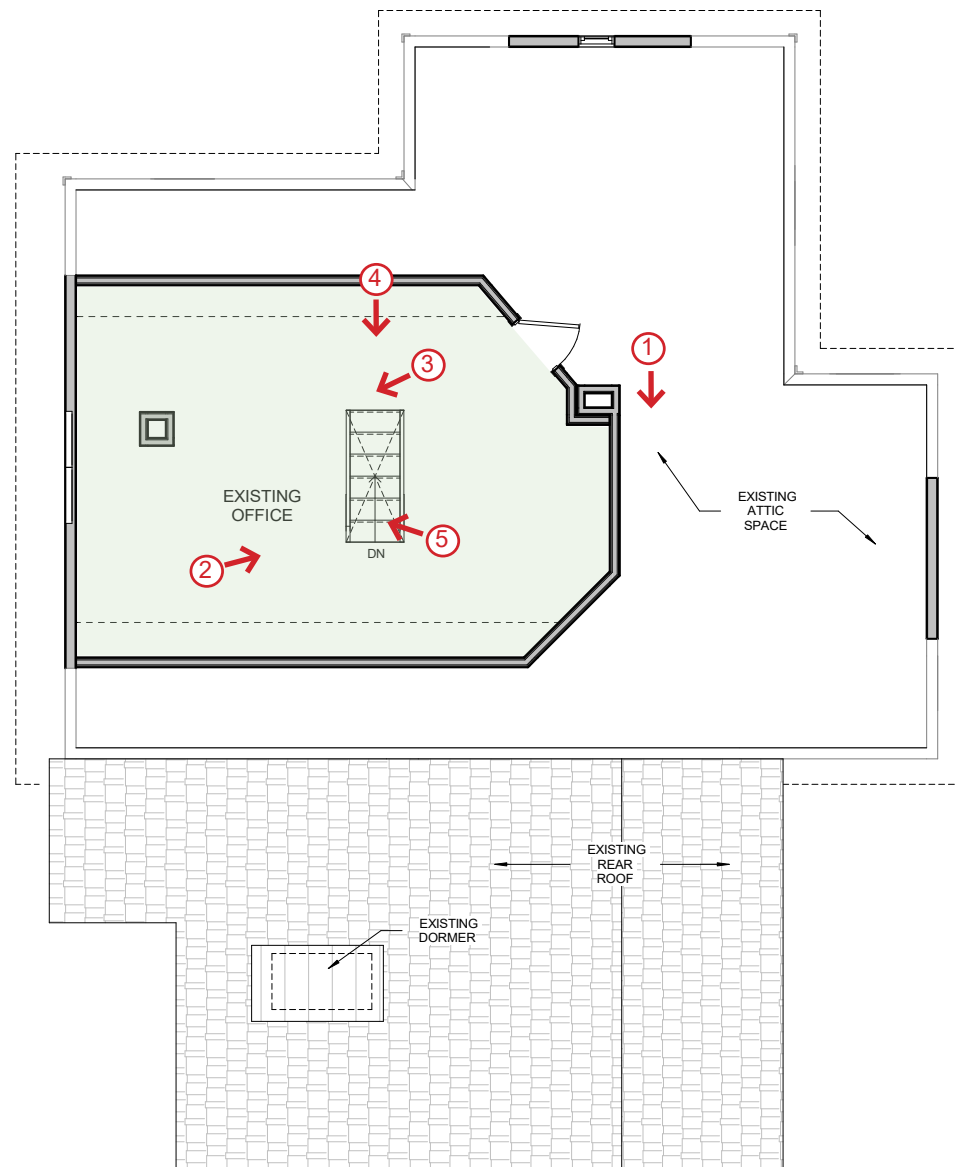 4
1
3
EXISTING
ATTIC
SPACE
EXISTING
OFFICE
5
DN
2
EXISTING
REAR
ROOF
EXISTING
DORMER